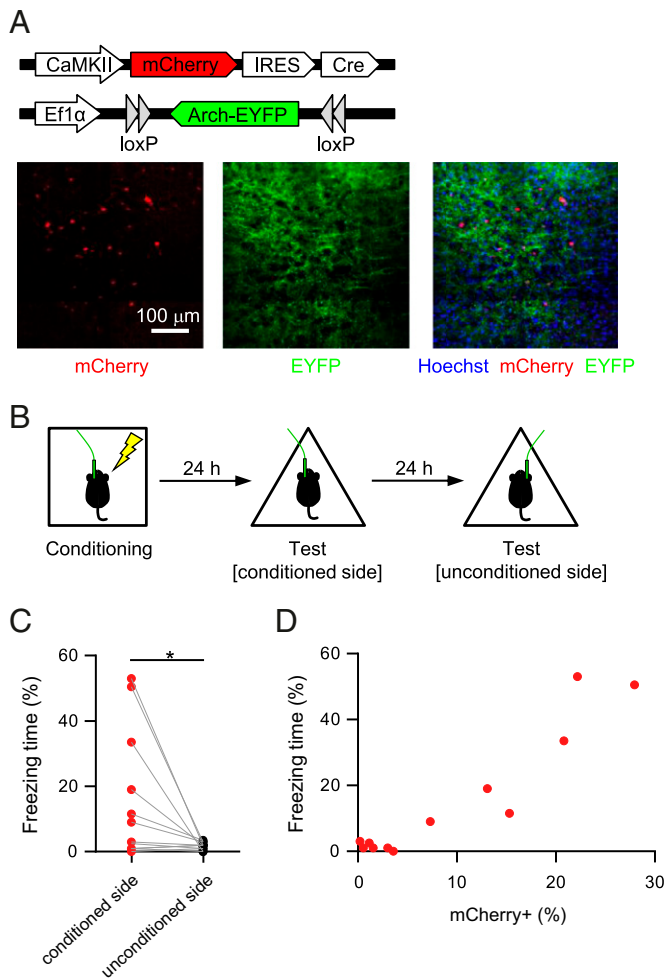 A
CaMKII mCherry IRES Cre
Ef1α Arch-EYFP
loxP loxP
100 μm
mCherry EYFP Hoechst mCherry EYFP
B
24 h 24 h
Conditioning Test Test
[conditioned side] [unconditioned side]
C
*
60
40
20
0
Freezing time (%)
conditioned side
unconditioned side
D
60
40
20
0
Freezing time (%)
0 10 20 30
mCherry+ (%)